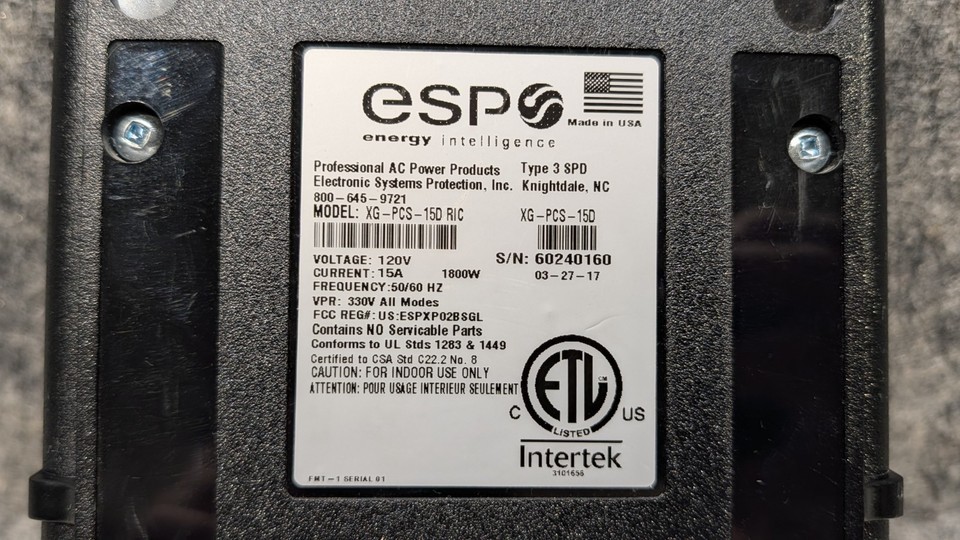 esp
Made in USA
energy intelligence
Professional AC Power Products Type 3 SPD
Electronic Systems Protection, Inc. Knightdale, NC
800-645-9721
MODEL: XG-PCS-15D RIC XG-PCS-15D
VOLTAGE: 120V S/N: 60240160
CURRENT: 15A 1800W 03-27-17
FREQUENCY:50/60 HZ
VPR: 330V All Modes
FCC REG#: US:ESPXP02BSGL
Contains NO Servicable Parts
Conforms to UL Stds 1283 & 1449
Certified to CSA Std C22.2 No. 8
CAUTION: FOR INDOOR USE ONLY
ATTENTION: POUR USAGE INTERIEUR SEULEMENT
ETL CM
C US
LISTED
Intertek
3101656
FMT-1 SERIAL 01